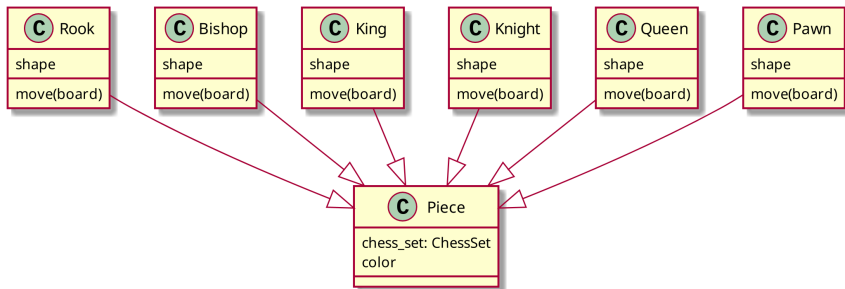 C Rook
shape
move(board)
C Bishop
shape
move(board)
C King
shape
move(board)
C Knight
shape
move(board)
C Queen
shape
move(board)
C Pawn
shape
move(board)
C Piece
chess_set: ChessSet
color